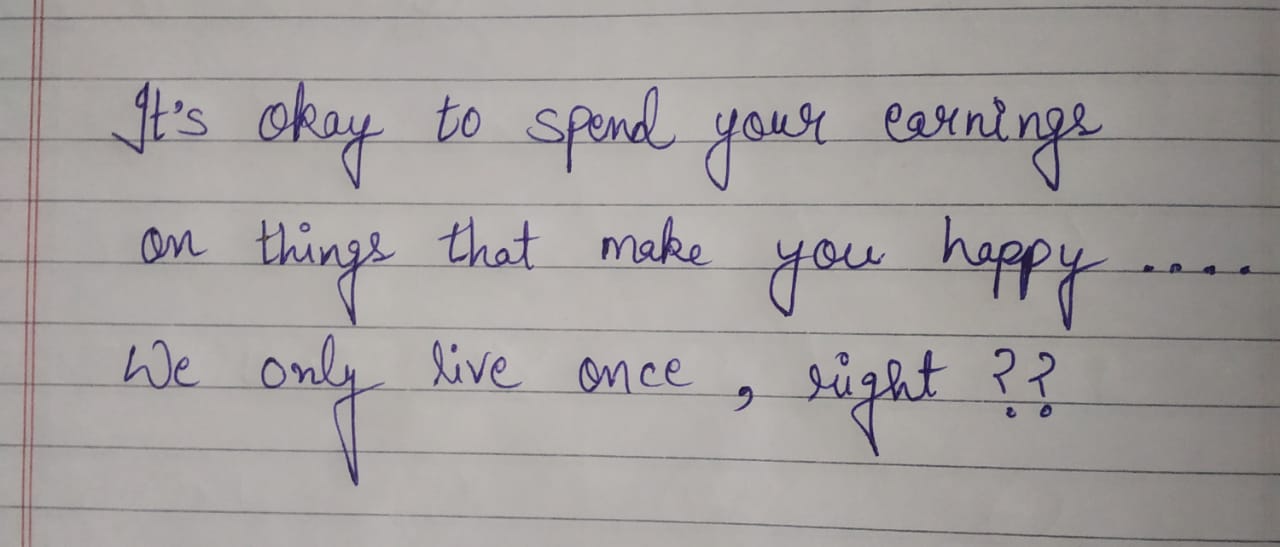 It's okay to spend your earnings
on things that make you happy ....
We only live once, right ??